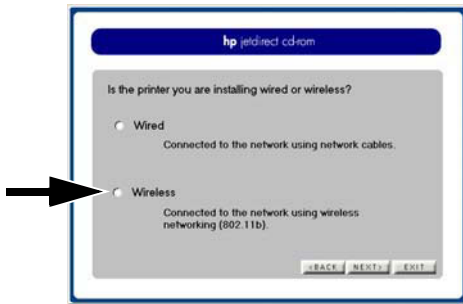 hp jetdirect cd-rom
Is the printer you are installing wired or wireless?
Wired
Connected to the network using network cables.
Wireless
Connected to the network using wireless
networking (802.11b).
<BACK NEXT> EXIT